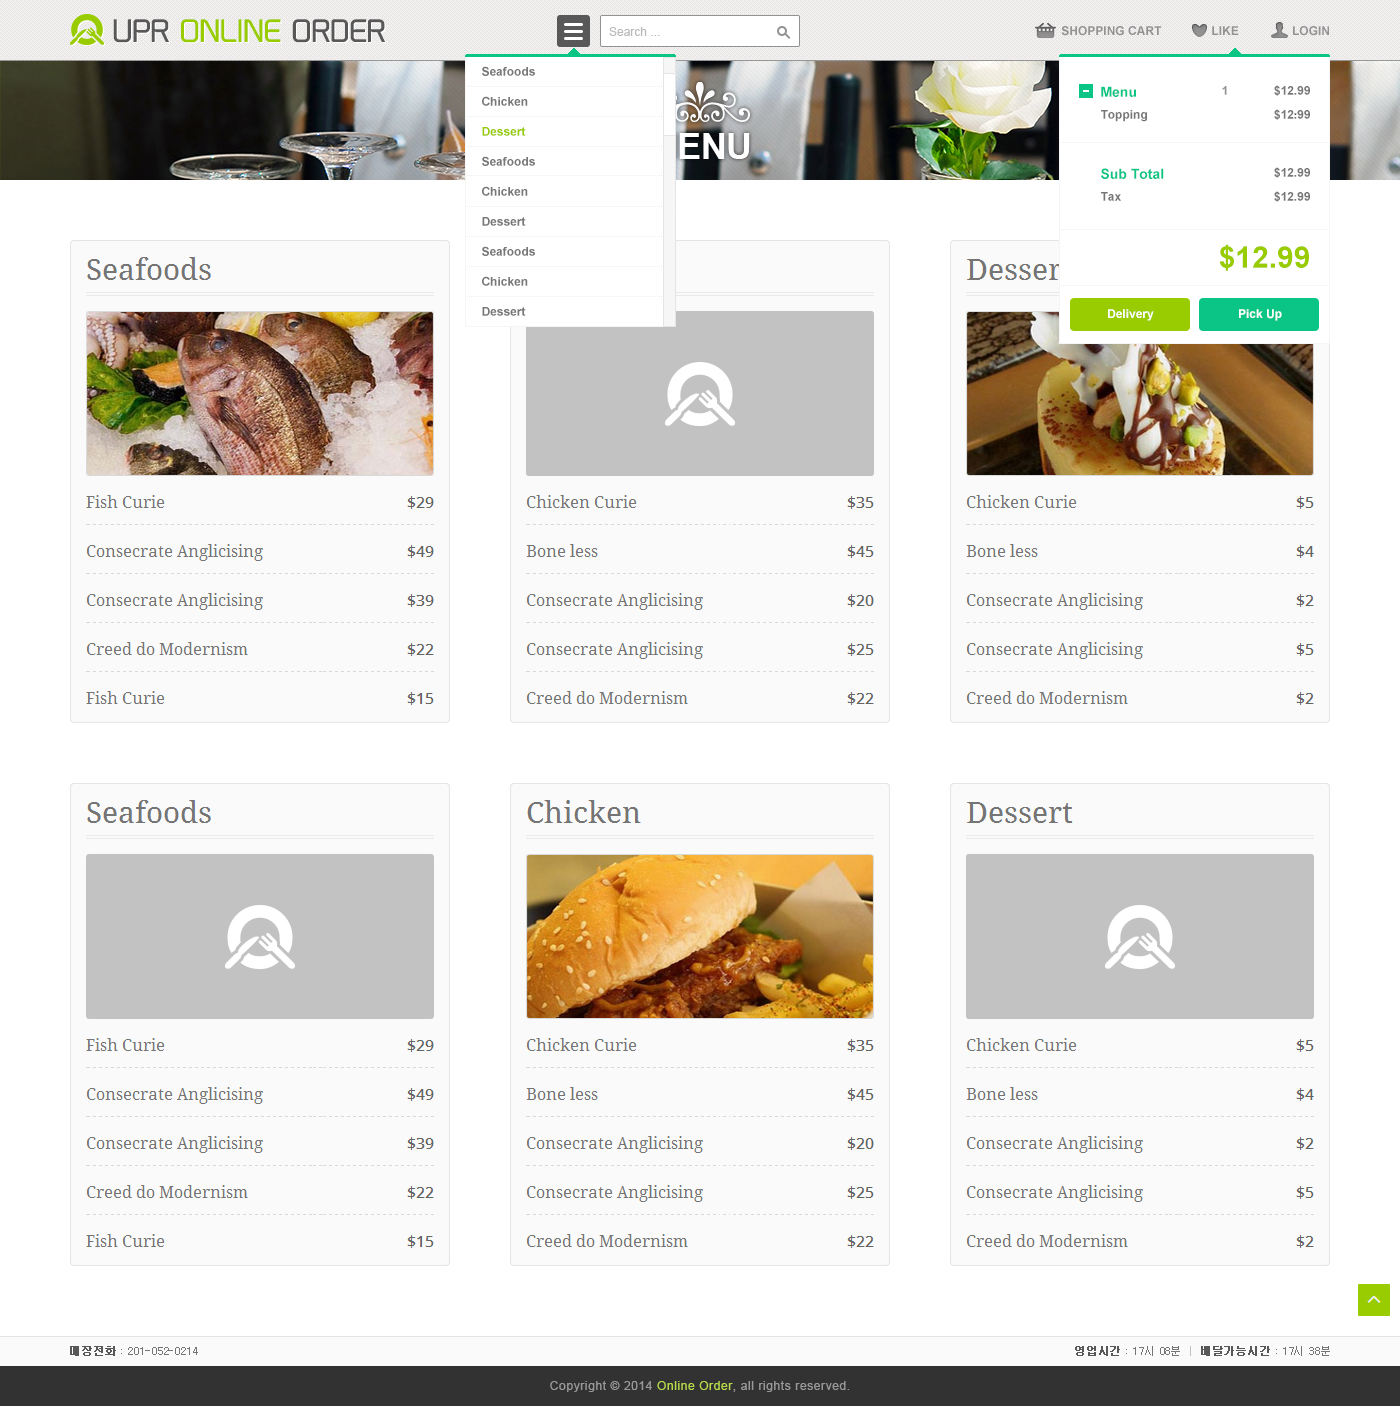 UPR ONLINE ORDER
Search ...
SHOPPING CART
LIKE
LOGIN
Seafoods
Chicken
Dessert
Seafoods
Chicken
Dessert
Seafoods
Chicken
Dessert
ENU
Menu 1 $12.99
Topping $12:99
Sub Total $12.99
Tax $12.99
$12.99
Delivery Pick Up
Seafoods
Fish Curie $29
Consecrate Anglicising $49
Consecrate Anglicising $39
Creed do Modernism $22
Fish Curie $15
Chicken Curie $35
Bone less $45
Consecrate Anglicising $20
Consecrate Anglicising $25
Creed do Modernism $22
Desser
Chicken Curie $5
Bone less $4
Consecrate Anglicising $2
Consecrate Anglicising $5
Creed do Modernism $2
Seafoods
Fish Curie $29
Consecrate Anglicising $49
Consecrate Anglicising $39
Creed do Modernism $22
Fish Curie $15
Chicken
Chicken Curie $35
Bone less $45
Consecrate Anglicising $20
Consecrate Anglicising $25
Creed do Modernism $22
Dessert
Chicken Curie $5
Bone less $4
Consecrate Anglicising $2
Consecrate Anglicising $5
Creed do Modernism $2
매장전화 : 201-052-0214
영업시간 : 17시 08분 | 배달가능시간 : 17시 38분
Copyright © 2014 Online Order, all rights reserved.